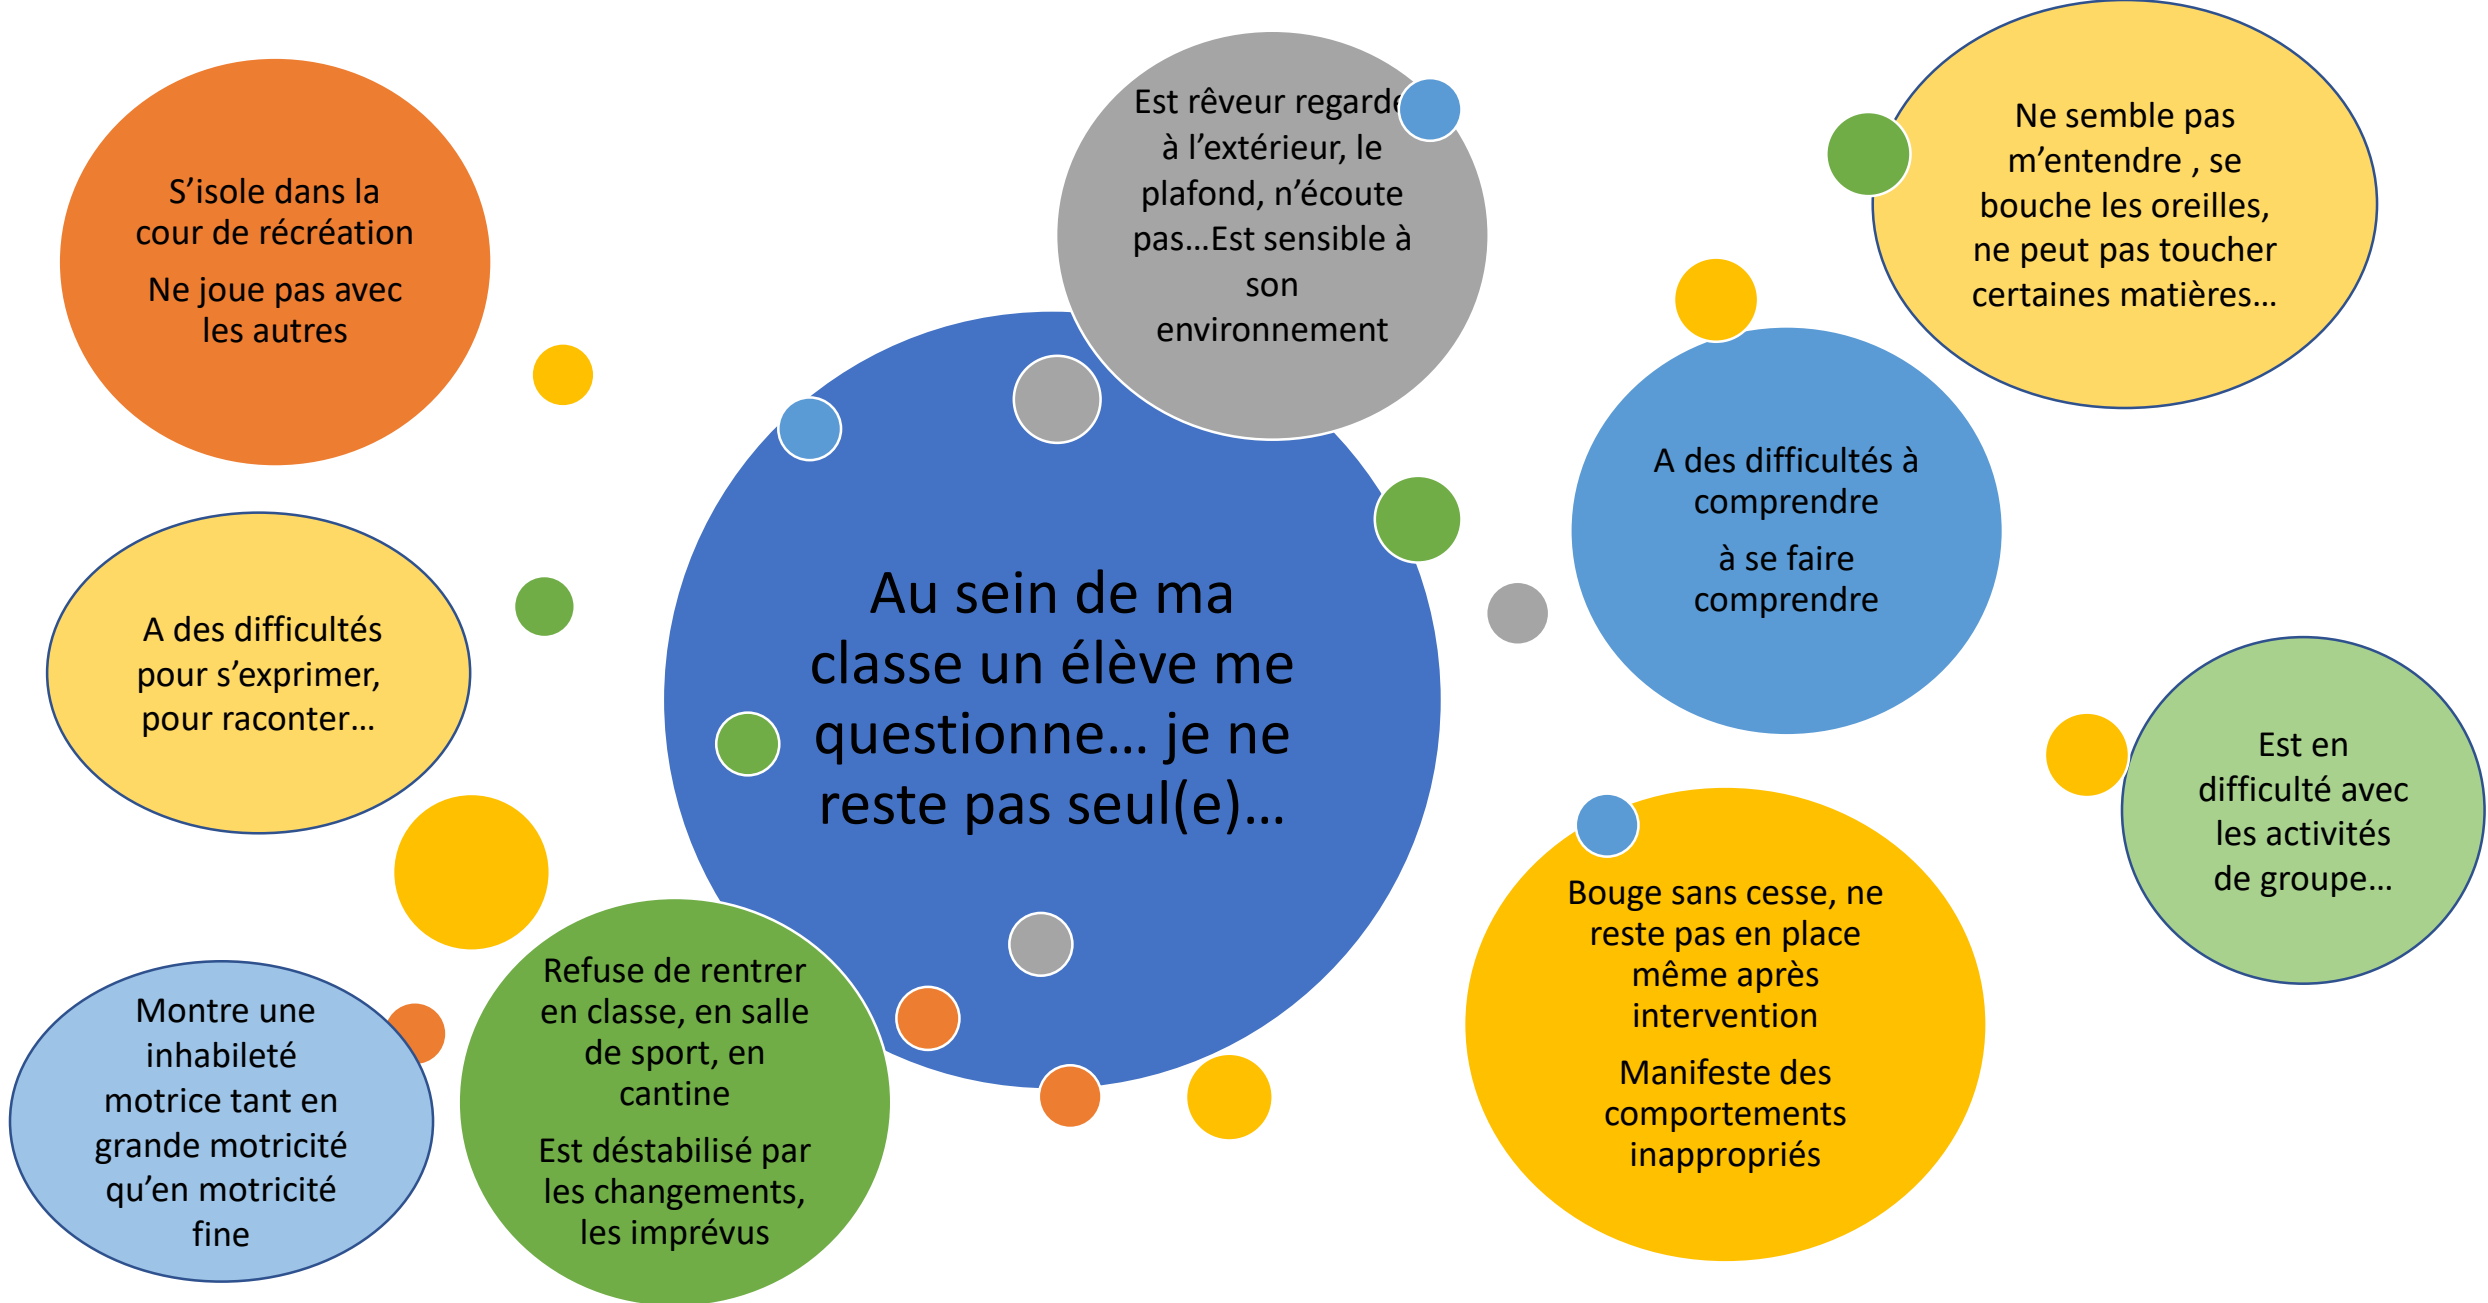 S’isole dans la
cour de récréation
Ne joue pas avec
les autres
Est rêveur regarde
à l’extérieur, le
plafond, n’écoute
pas…Est sensible à
son
environnement
Ne semble pas
m’entendre , se
bouche les oreilles,
ne peut pas toucher
certaines matières…
A des difficultés à
comprendre
à se faire
comprendre
A des difficultés
pour s’exprimer,
pour raconter…
Au sein de ma
classe un élève me
questionne… je ne
reste pas seul(e)…
Est en
difficulté avec
les activités
de groupe…
Montre une
inhabileté
motrice tant en
grande motricité
qu’en motricité
fine
Refuse de rentrer
en classe, en salle
de sport, en
cantine
Est déstabilisé par
les changements,
les imprévus
Bouge sans cesse, ne
reste pas en place
même après
intervention
Manifeste des
comportements
inappropriés